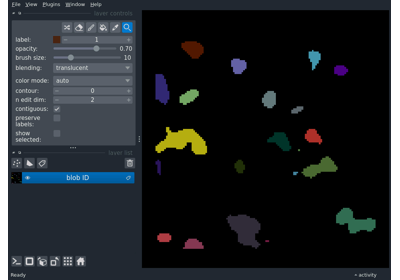 File View Plugins Window Help
layer controls
label: 1
opacity: 0.70
brush size: 10
blending: translucent
color mode: auto
contour: 0
n edit dim: 2
contiguous:
preserve
labels:
show
selected:
layer list
blob ID
Ready
activity